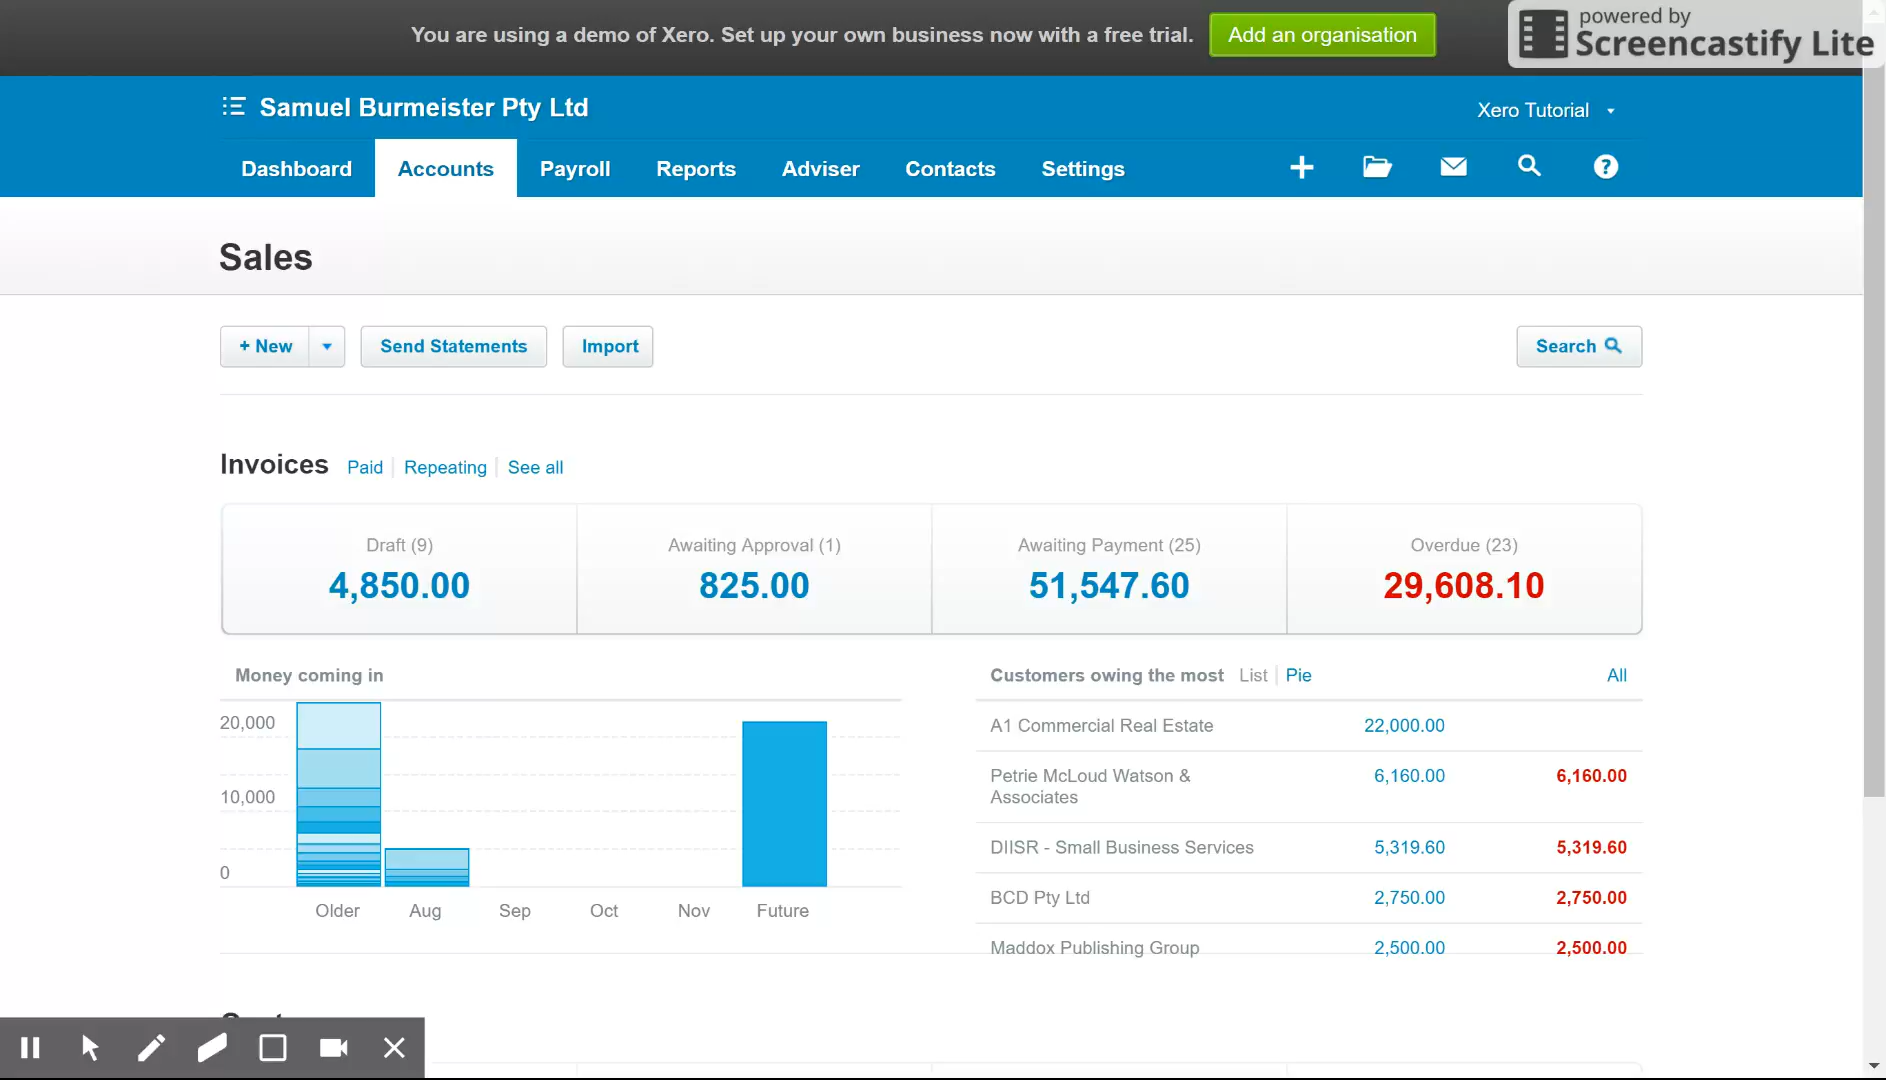 You are using a demo of Xero. Set up your own business now with a free trial.
Add an organisation
powered by
Screencastify Lite
Samuel Burmeister Pty Ltd
Xero Tutorial
Dashboard
Accounts
Payroll
Reports
Adviser
Contacts
Settings
Sales
+ New
Send Statements
Import
Search
Invoices
Paid
Repeating
See all
Draft (9)
4,850.00
Awaiting Approval (1)
825.00
Awaiting Payment (25)
51,547.60
Overdue (23)
29,608.10
Money coming in
20,000
10,000
0
Older
Aug
Sep
Oct
Nov
Future
Customers owing the most
List
Pie
All
A1 Commercial Real Estate 22,000.00
Petrie McLoud Watson & 6,160.00 6,160.00
Associates
DIISR - Small Business Services 5,319.60 5,319.60
BCD Pty Ltd 2,750.00 2,750.00
Maddox Publishing Group 2,500.00 2,500.00